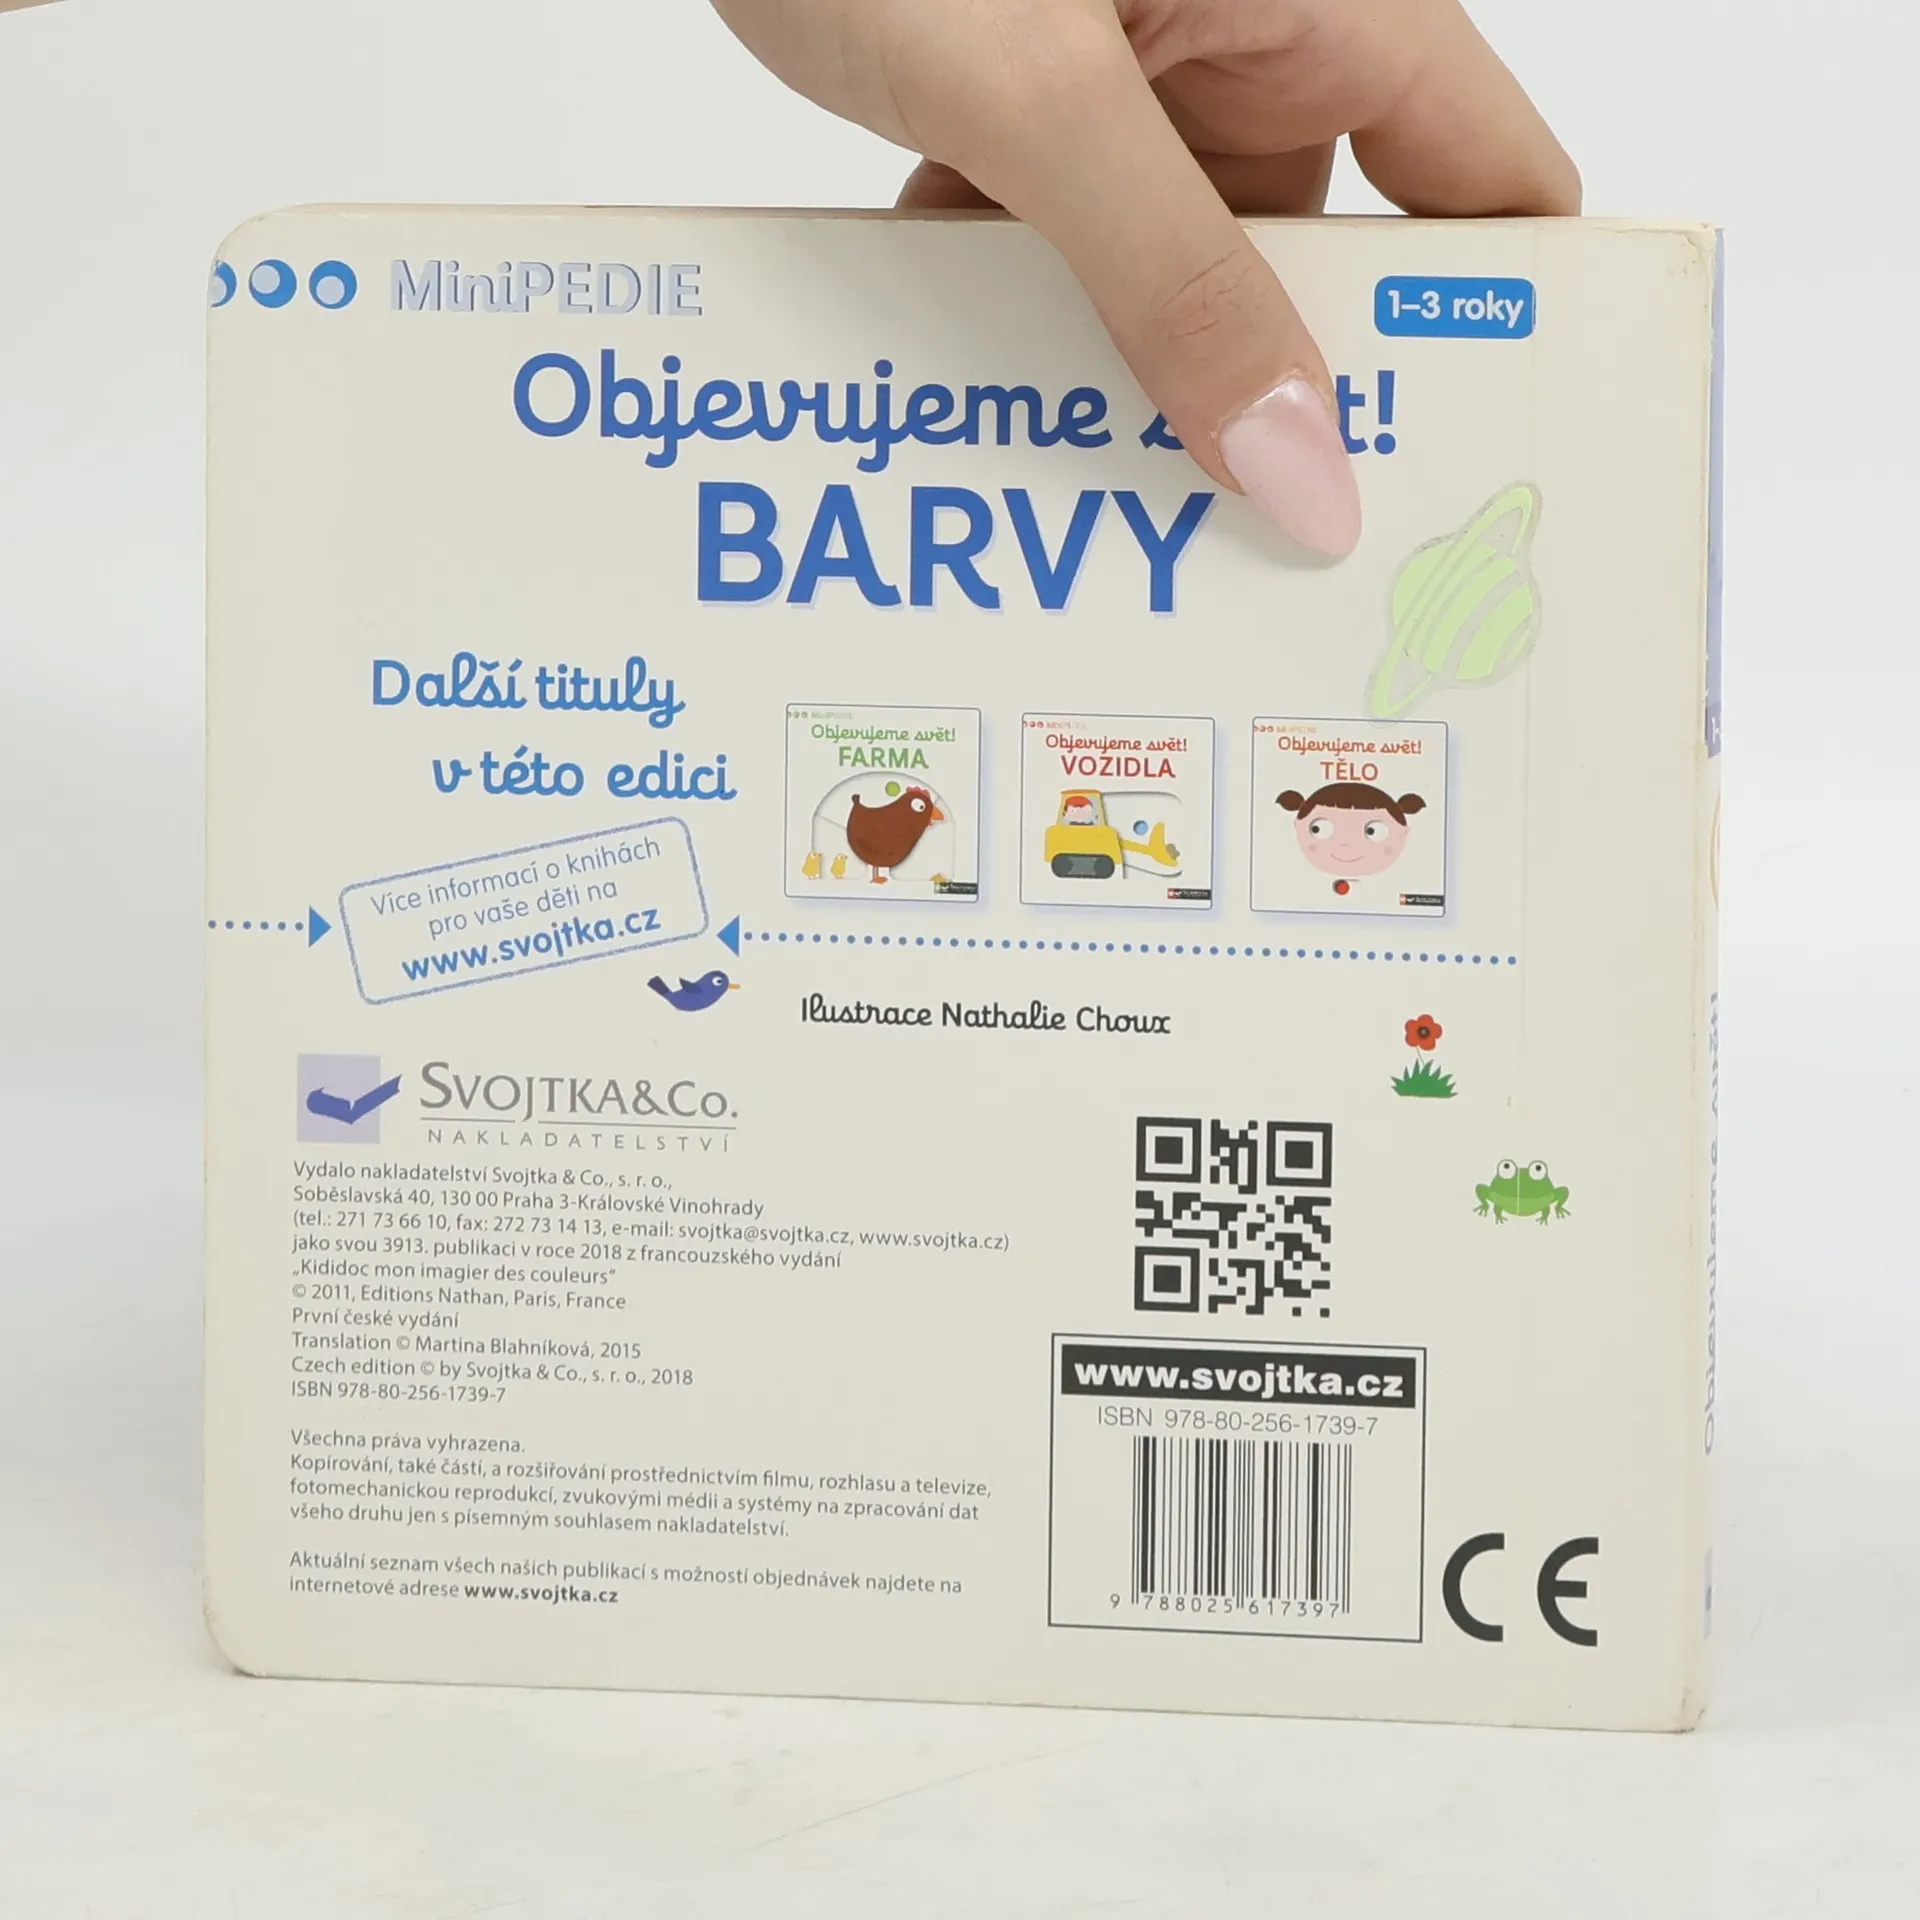 MiniPEDIE
1–3 roky
Objevujeme
BARVY
Další tituly
v této edici
Objevujeme svět!
FARMA
Objevujeme svět!
VOZIDLA
Objevujeme svět!
TĚLO
Více informací o knihách
pro vaše děti na
www.svojtka.cz
Ilustrace Nathalie Choux
SVOJTKA&CO.
NAKLADATELSTVÍ
Vydalo nakladatelství Svojtka & Co., s. r. o.,
Soběslavská 40, 130 00 Praha 3-Královské Vinohrady
(tel.: 271 73 66 10, fax: 272 73 14 13, e-mail: svojtka@svojtka.cz, www.svojtka.cz)
jako svou 3913. publikaci v roce 2018 z francouzského vydání
„Kididoc mon imagier des couleurs“
© 2011, Editions Nathan, Paris, France
První české vydání
Translation © Martina Blahníková, 2015
Czech edition © by Svojtka & Co., s. r. o., 2018
ISBN 978-80-256-1739-7
Všechna práva vyhrazena.
Kopírování, také částí, a rozšiřování prostřednictvím filmu, rozhlasu a televize,
fotomechanickou reprodukcí, zvukovými médii a systémy na zpracování dat
všeho druhu jen s písemným souhlasem nakladatelství.
Aktuální seznam všech našich publikací s možností objednávek najdete na
internetové adrese www.svojtka.cz
www.svojtka.cz
ISBN 978-80-256-1739-7
9 788025 617397
CE